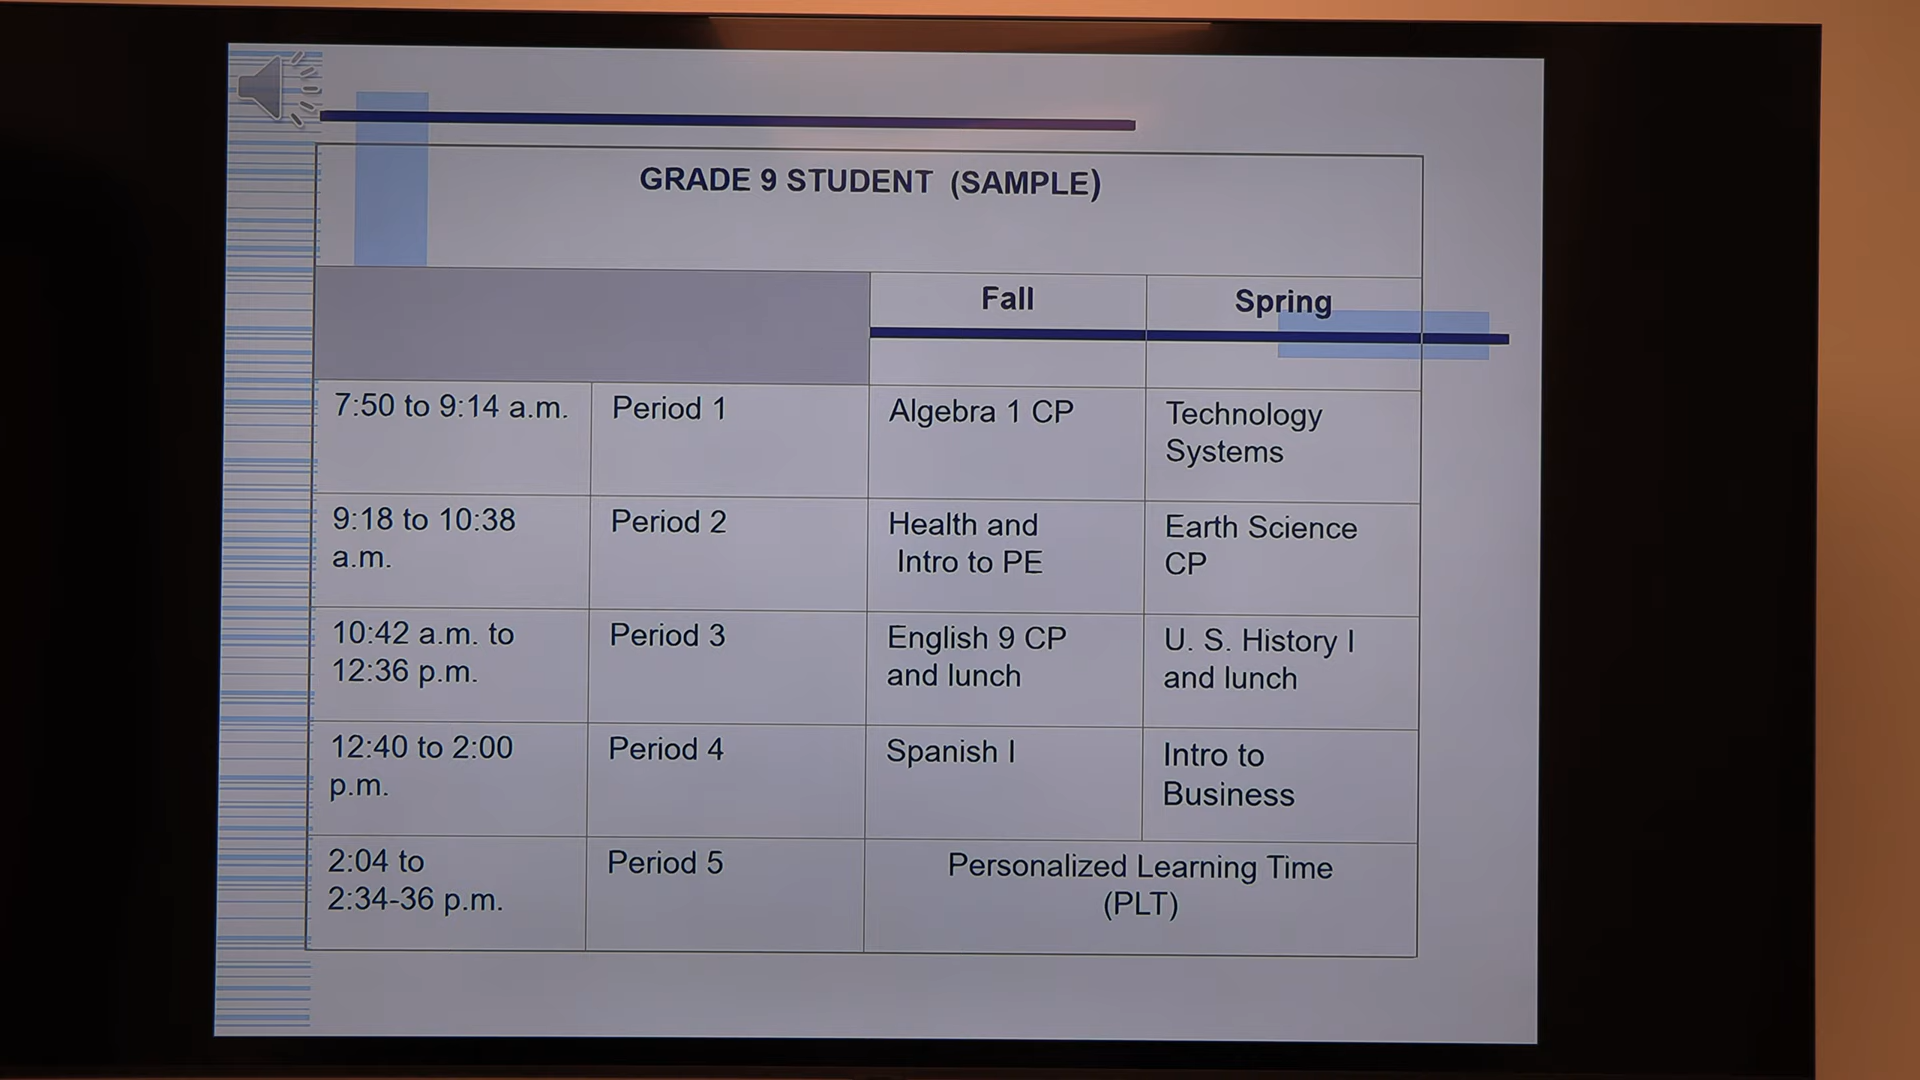 GRADE 9 STUDENT (SAMPLE)
Fall
Spring
7:50 to 9:14 a.m.
Period 1
Algebra 1 CP
Technology
Systems
9:18 to 10:38
a.m.
Period 2
Health and
Intro to PE
Earth Science
CP
10:42 a.m. to
12:36 p.m.
Period 3
English 9 CP
and lunch
U. S. History I
and lunch
12:40 to 2:00
p.m.
Period 4
Spanish I
Intro to
Business
2:04 to
2:34-36 p.m.
Period 5
Personalized Learning Time
(PLT)